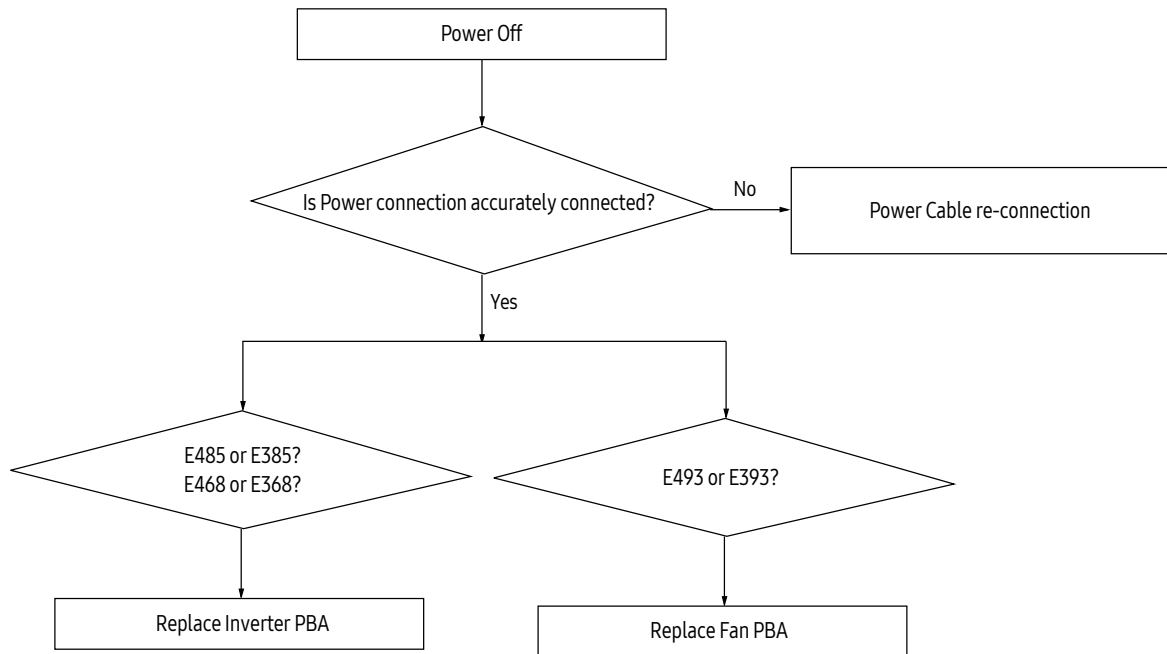 Power Off
Is Power connection accurately connected?
No
Power Cable re-connection
Yes
E485 or E385?
E468 or E368?
E493 or E393?
Replace Inverter PBA
Replace Fan PBA